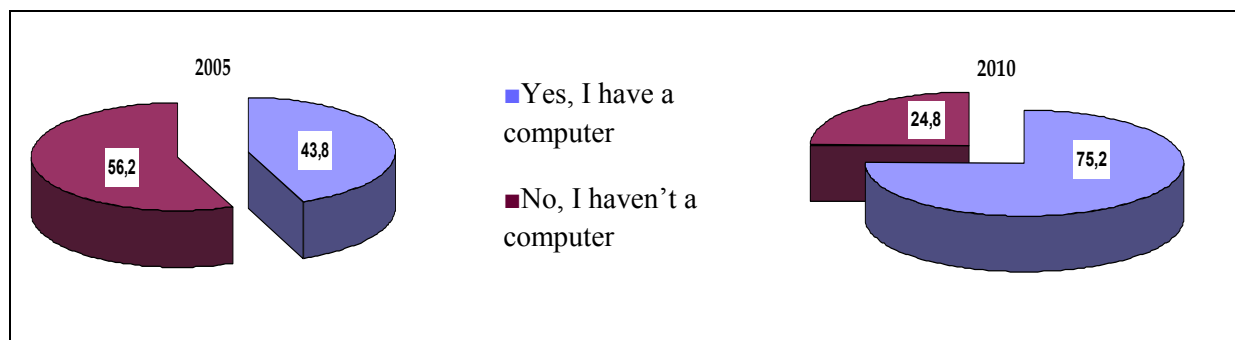 2005
56,2
43,8
■Yes, I have a
computer
■No, I haven't a
computer
2010
24,8
75,2